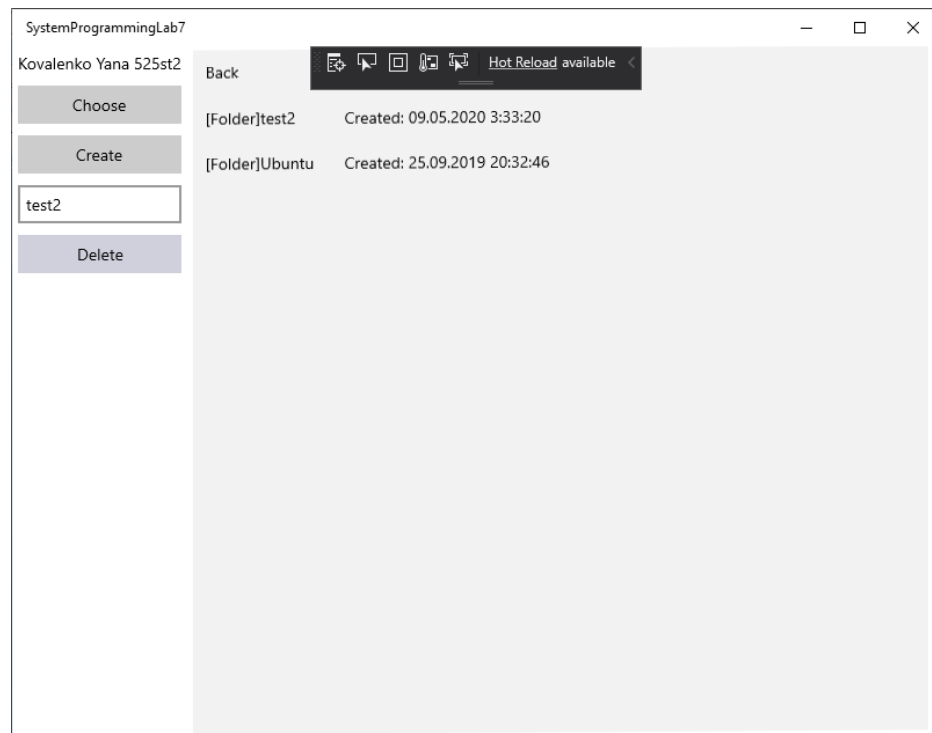 SystemProgrammingLab7
Kovalenko Yana 525st2
Choose
Create
test2
Delete
Back
Hot Reload available
[Folder]test2 Created: 09.05.2020 3:33:20
[Folder]Ubuntu Created: 25.09.2019 20:32:46